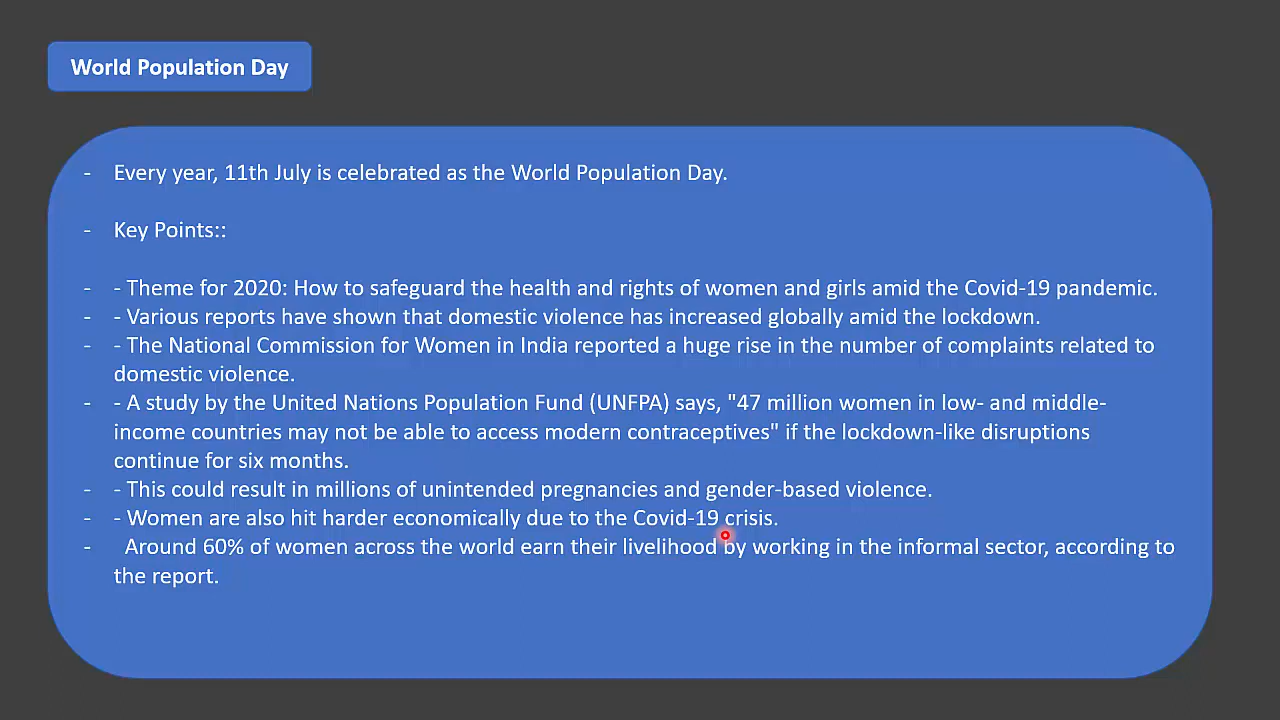 World Population Day
- Every year, 11th July is celebrated as the World Population Day.
- Key Points::
- - Theme for 2020: How to safeguard the health and rights of women and girls amid the Covid-19 pandemic.
- - Various reports have shown that domestic violence has increased globally amid the lockdown.
- - The National Commission for Women in India reported a huge rise in the number of complaints related to
domestic violence.
- - A study by the United Nations Population Fund (UNFPA) says, "47 million women in low- and middle-
income countries may not be able to access modern contraceptives" if the lockdown-like disruptions
continue for six months.
- - This could result in millions of unintended pregnancies and gender-based violence.
- - Women are also hit harder economically due to the Covid-19 crisis.
- Around 60% of women across the world earn their livelihood by working in the informal sector, according to
the report.